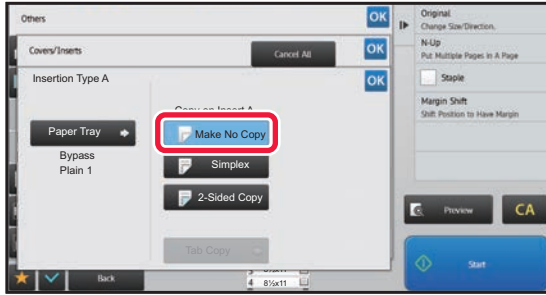 Others
OK
Covers/Inserts
Cancel All
OK
Insertion Type A
OK
Copy on Insert A
Paper Tray
Bypass
Plain 1
Make No Copy
Simplex
2-Sided Copy
Tab Copy
Back
4 8½x11
Original
Change Size/Direction.
N-Up
Put Multiple Pages in A Page
Staple
Margin Shift
Shift Position to Have Margin
Preview
CA
Start